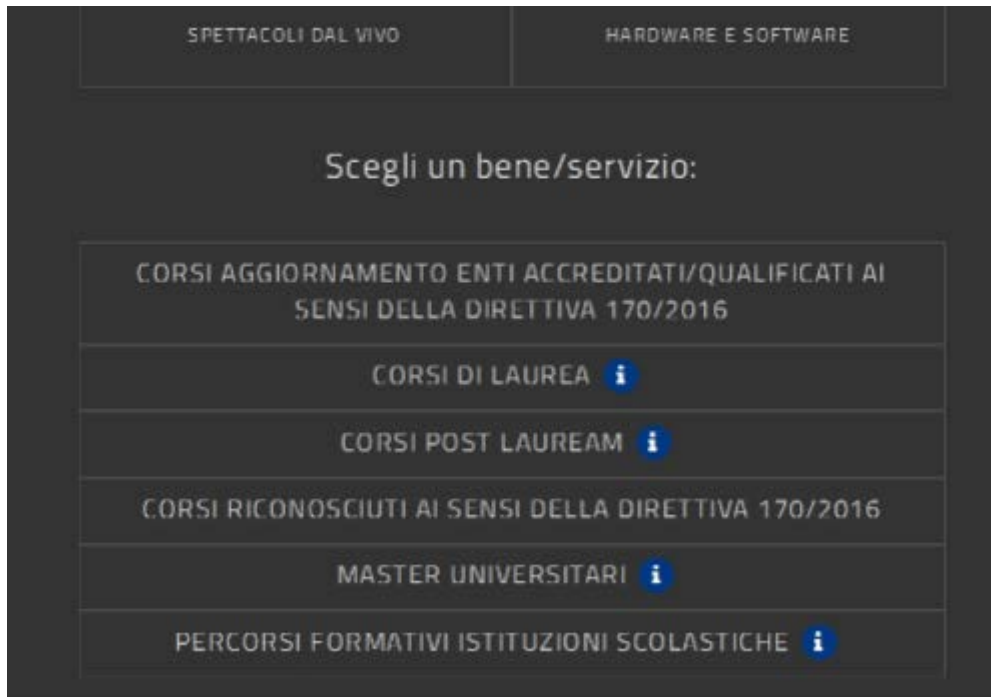 SPETTACOLI DAL VIVO
HARDWARE E SOFTWARE
Scegli un bene/servizio:
CORSI AGGIORNAMENTO ENTI ACCREDITATI/QUALIFICATI AI
SENSI DELLA DIRETTIVA 170/2016
CORSI DI LAUREA i
CORSI POST LAUREAM i
CORSI RICONOSCIUTI AI SENSI DELLA DIRETTIVA 170/2016
MASTER UNIVERSITARI i
PERCORSI FORMATIVI ISTITUZIONI SCOLASTICHE i